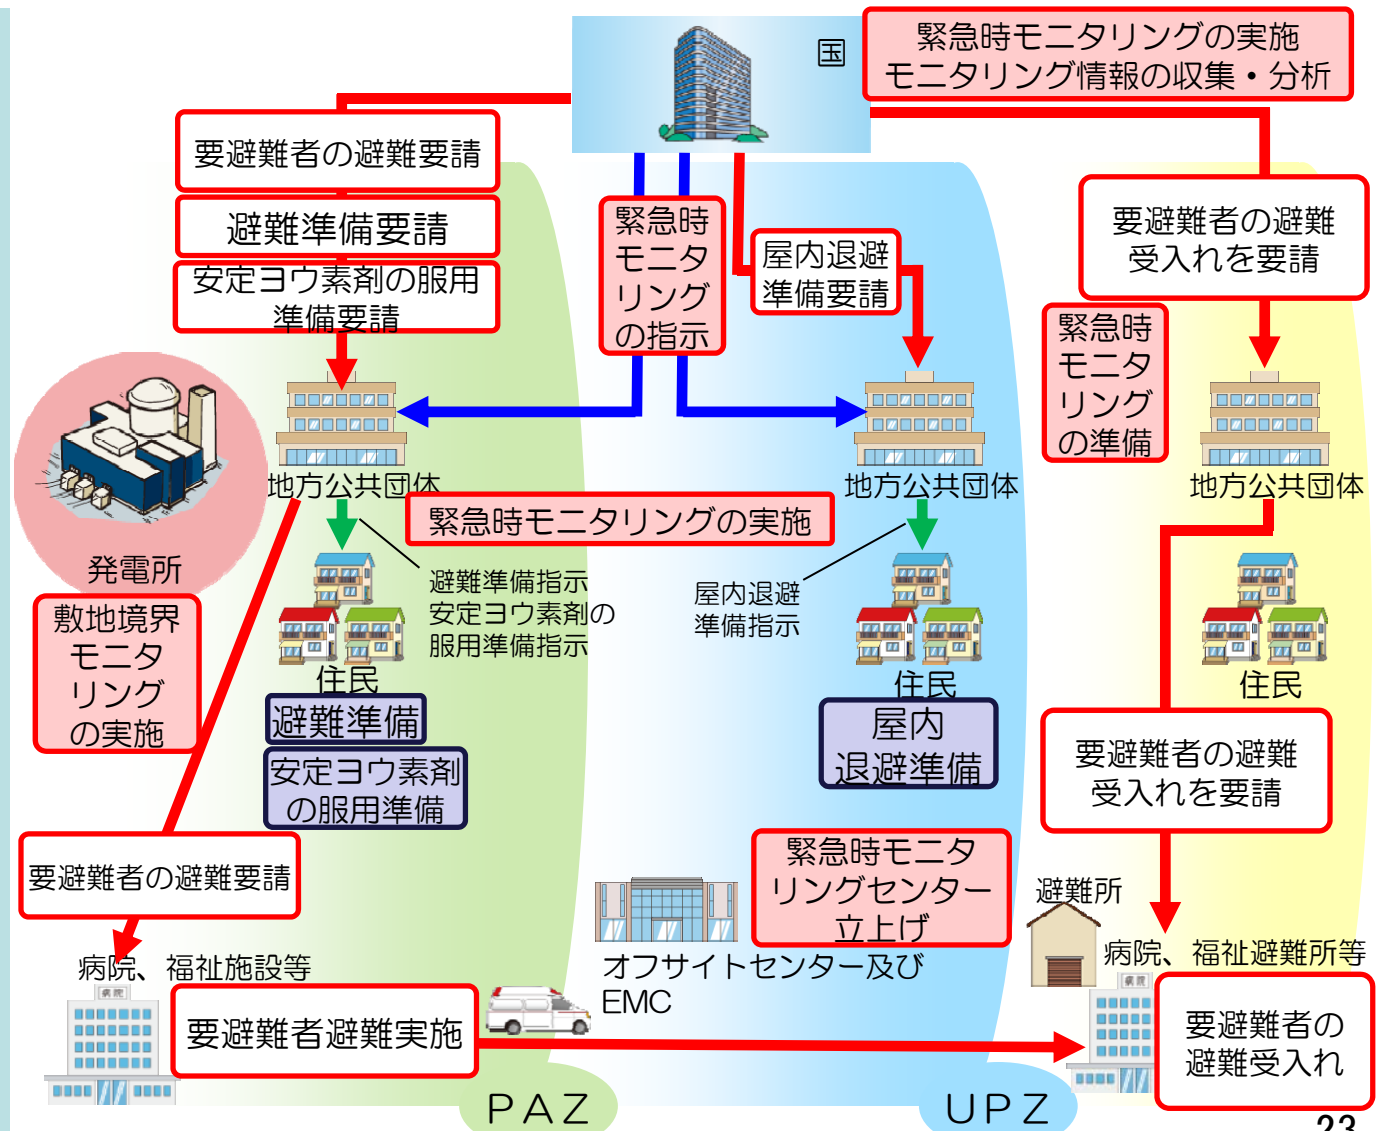 国
緊急時モニタリングの実施
モニタリング情報の収集・分析
要避難者の避難要請
避難準備要請
安定ヨウ素剤の服用
準備要請
緊急時
モニタ
リング
の指示
屋内退避
準備要請
要避難者の避難
受入れを要請
緊急時
モニタ
リング
の準備
地方公共団体
地方公共団体
地方公共団体
緊急時モニタリングの実施
発電所
敷地境界
モニタ
リング
の実施
避難準備指示
安定ヨウ素剤の
服用準備指示
屋内退避
準備指示
住民
住民
住民
避難準備
安定ヨウ素剤
の服用準備
屋内
退避準備
要避難者の避難
受入れを要請
要避難者の避難要請
緊急時モニタ
リングセンター
立上げ
避難所
病院、福祉施設等
オフサイトセンター及び
EMC
病院、福祉避難所等
病院
病院
要避難者避難実施
要避難者の
避難受入れ
PAZ
UPZ
23